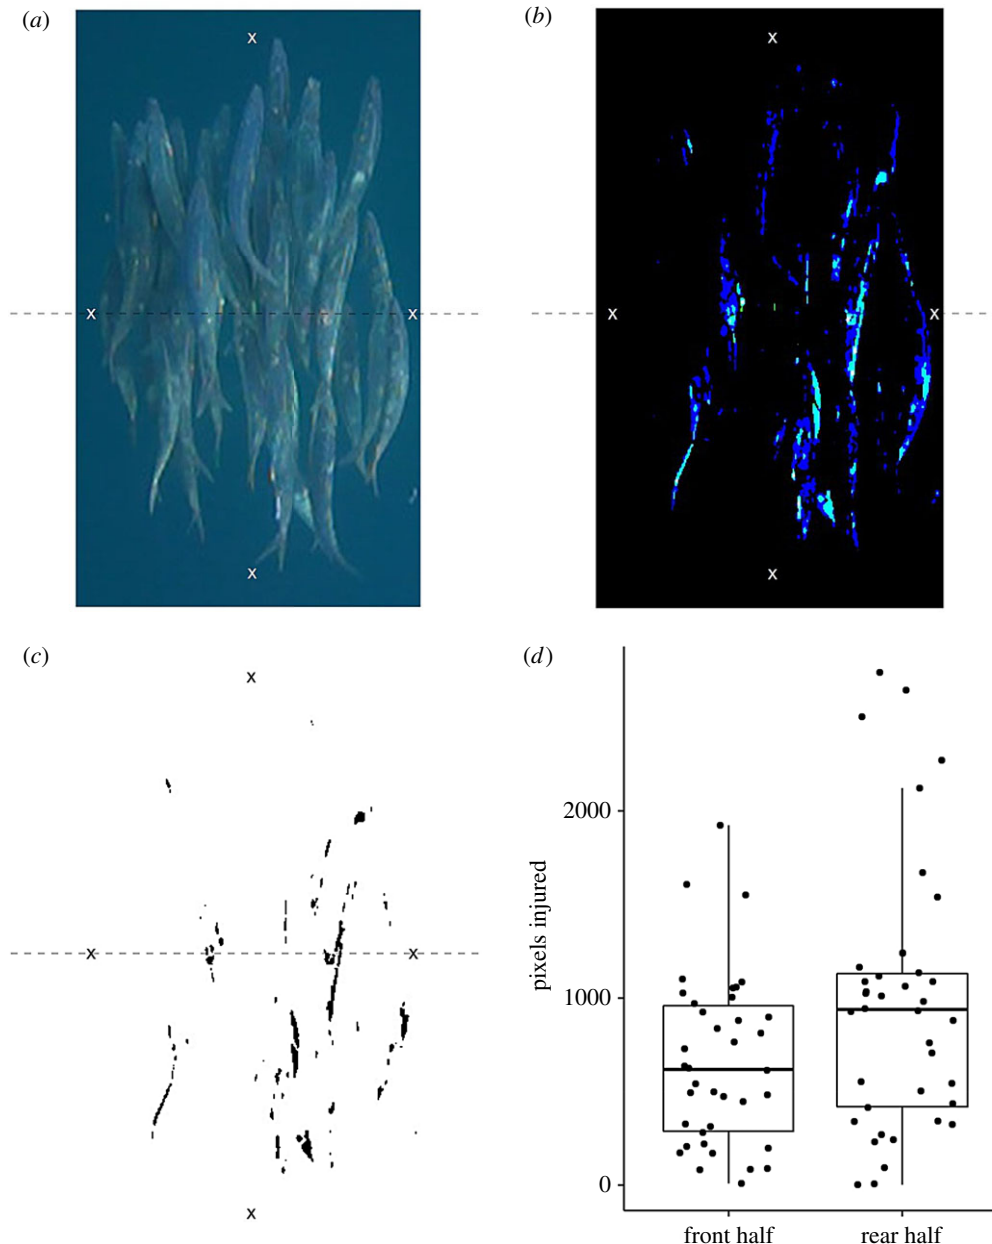 (a)
x
x
x
x
(b)
x
x
x
x
(c)
x
x
x
x
(d)
pixels injured
2000
1000
0
front half
rear half